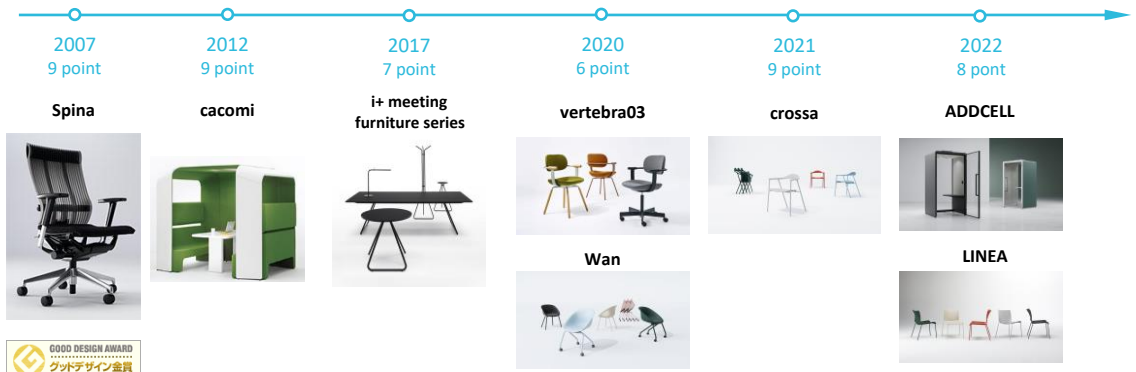 2007
9 point
2012
9 point
2017
7 point
2020
6 point
2021
9 point
2022
8 pont
Spina
cacomi
i+ meeting
furniture series
vertebra03
crossa
ADDCELL
Wan
LINEA
GOOD DESIGN AWARD
グッドデザイン金賞